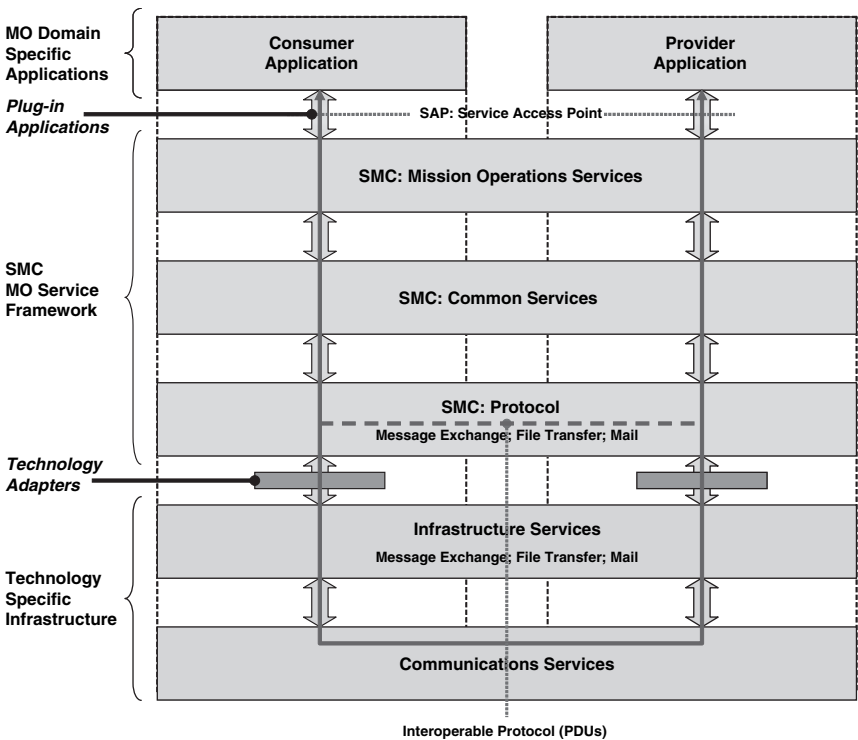 MO Domain
Specific
Applications
Consumer
Application
Provider
Application
Plug-in
Applications
SAP: Service Access Point
SMC: Mission Operations Services
SMC
MO Service
Framework
SMC: Common Services
SMC: Protocol
Message Exchange; File Transfer; Mail
Technology
Adapters
Infrastructure Services
Message Exchange; File Transfer; Mail
Technology
Specific
Infrastructure
Communications Services
Interoperable Protocol (PDUs)